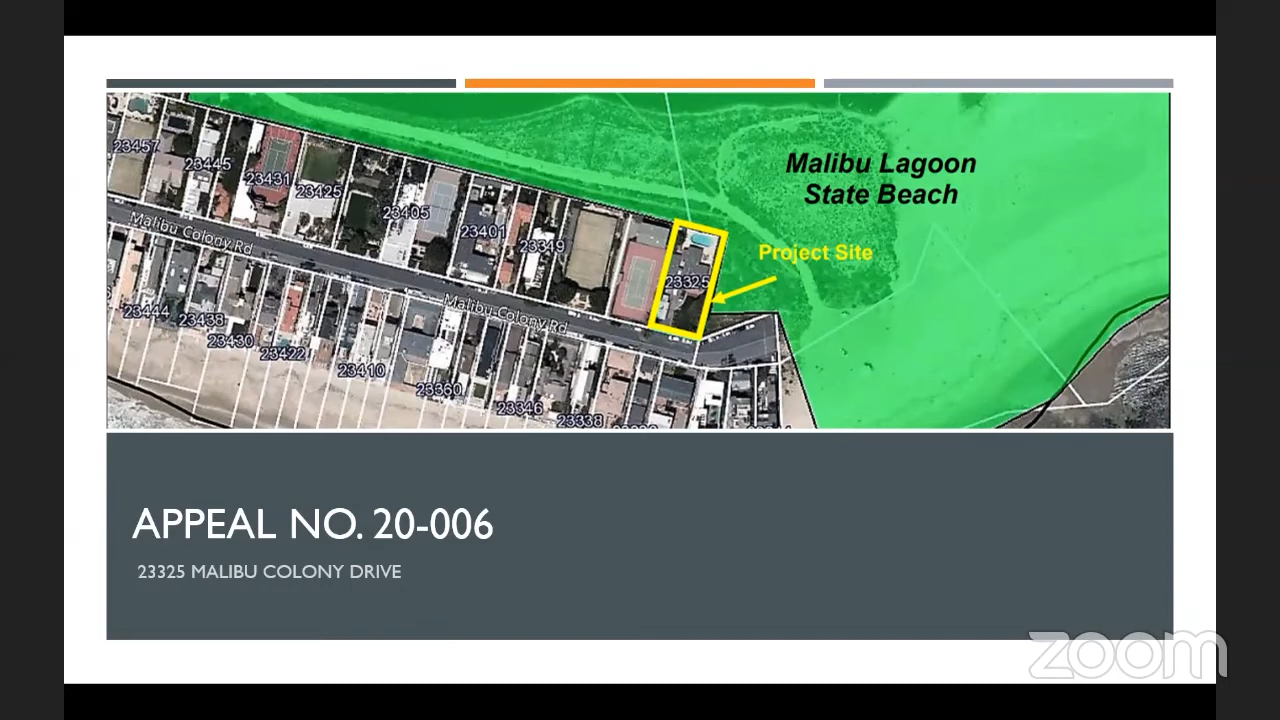 Malibu Lagoon
State Beach
Project Site
23457
23445
23431
23425
23405
23401
23349
23325
Malibu Colony Rd
Malibu Colony Rd
23444
23438
23430
23422
23410
23360
23346
23338
APPEAL NO. 20-006
23325 MALIBU COLONY DRIVE
zoom